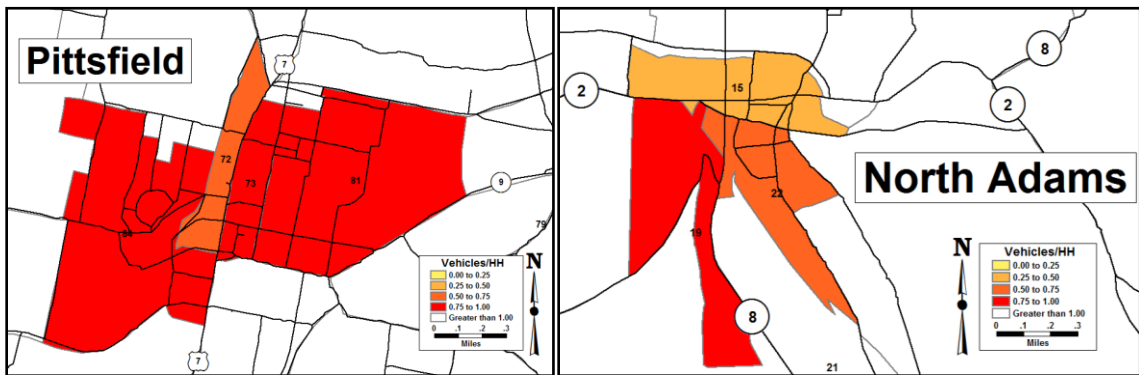 Pittsfield
7
72
73
81
9
79
84
7
Vehicles/HH
0.00 to 0.25
0.25 to 0.50
0.50 to 0.75
0.75 to 1.00
Greater than 1.00
0 .1 .2 .3
Miles
N
8
15
2
2
North Adams
22
19
8
21
Vehicles/HH
0.00 to 0.25
0.25 to 0.50
0.50 to 0.75
0.75 to 1.00
Greater than 1.00
0 .1 .2 .3
Miles
N